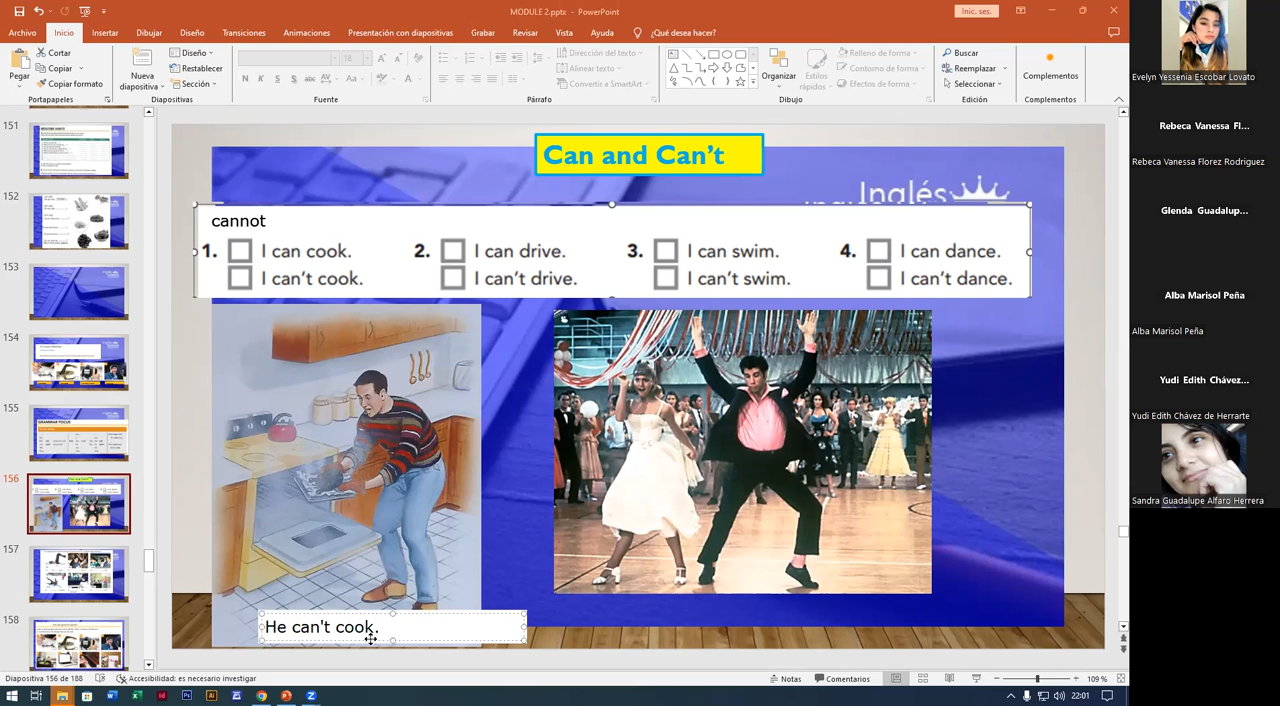 MODULE 2.pptx - PowerPoint
Inic. ses.
Archivo Inicio Insertar Dibujar Diseño Transiciones Animaciones Presentación con diapositivas Grabar Revisar Vista Ayuda ¿Qué desea hacer?
Pegar
Cortar
Copiar
Copiar formato
Portapapeles
Nueva
diapositiva
Diseño
Restablecer
Sección
Diapositivas
18
N K S S abc AV Aa A
Fuente
Dirección del texto
Alinear texto
Convertir a SmartArt
Párrafo
Organizar
Estilos
rápidos
Relleno de forma
Contorno de forma
Efectos de forma
Dibujo
Buscar
Reemplazar
Seleccionar
Edición
Complementos
Complementos
151
152
153
154
155
GRAMMAR FOCUS
156
157
158
Can and Can't
Inglés
cannot
1. I can cook. 2. I can drive. 3. I can swim. 4. I can dance.
I can't cook. I can't drive. I can't swim. I can't dance.
He can't cook.
Evelyn Yessenia Escobar Lovato
Rebeca Vanessa Fl...
Rebeca Vanessa Florez Rodriguez
Glenda Guadalup...
Alba Marisol Peña
Alba Marisol Peña
Yudi Edith Chávez...
Yudi Edith Chávez de Herrarte
Sandra Guadalupe Alfaro Herrera
Diapositiva 156 de 188
Accesibilidad: es necesario investigar
Notas
Comentarios
109 %
22:01